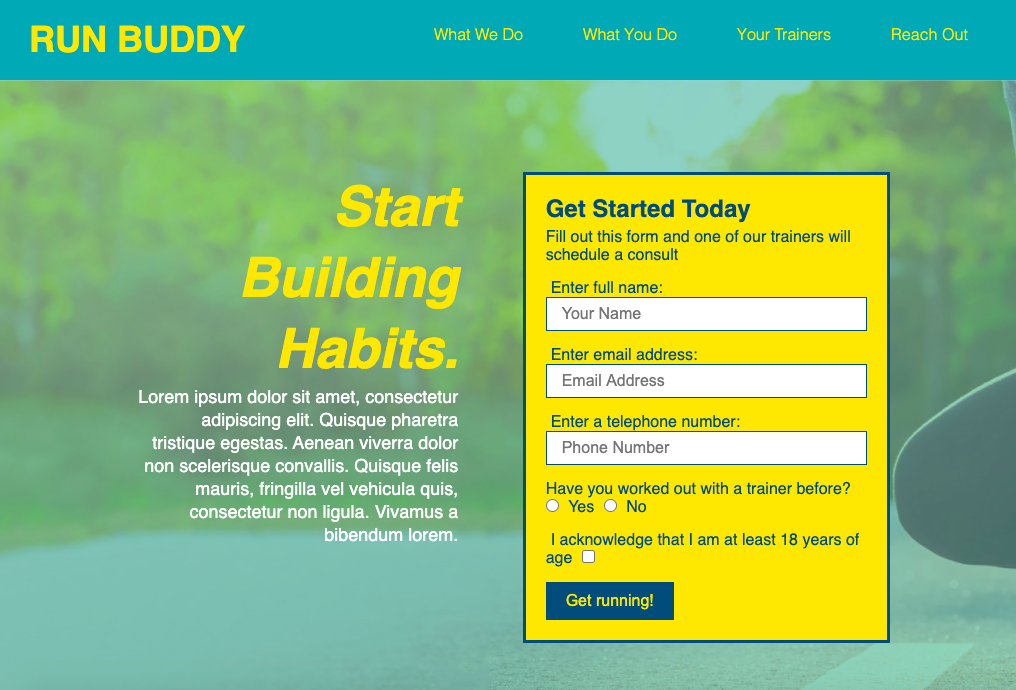 RUN BUDDY
What We Do
What You Do
Your Trainers
Reach Out
Start
Building
Habits.
Lorem ipsum dolor sit amet, consectetur
adipiscing elit. Quisque pharetra
tristique egestas. Aenean viverra dolor
non scelerisque convallis. Quisque felis
mauris, fringilla vel vehicula quis,
consectetur non ligula. Vivamus a
bibendum lorem.
Get Started Today
Fill out this form and one of our trainers will
schedule a consult
Enter full name:
Your Name
Enter email address:
Email Address
Enter a telephone number:
Phone Number
Have you worked out with a trainer before?
Yes No
I acknowledge that I am at least 18 years of
age
Get running!